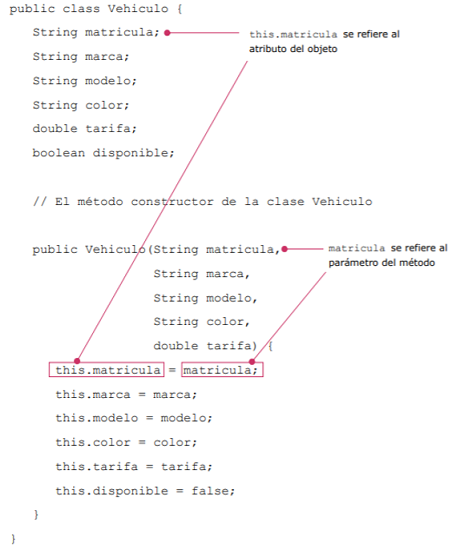 public class Vehiculo {
String matricula;
this.matricula se refiere al
atributo del objeto
String marca;
String modelo;
String color;
double tarifa;
boolean disponible;
// El método constructor de la clase Vehiculo
public Vehiculo(String matricula,
matricula se refiere al
parámetro del método
String marca,
String modelo,
String color,
double tarifa) {
this.matricula = matricula;
this.marca = marca;
this.modelo = modelo;
this.color = color;
this.tarifa = tarifa;
this.disponible = false;
}
}